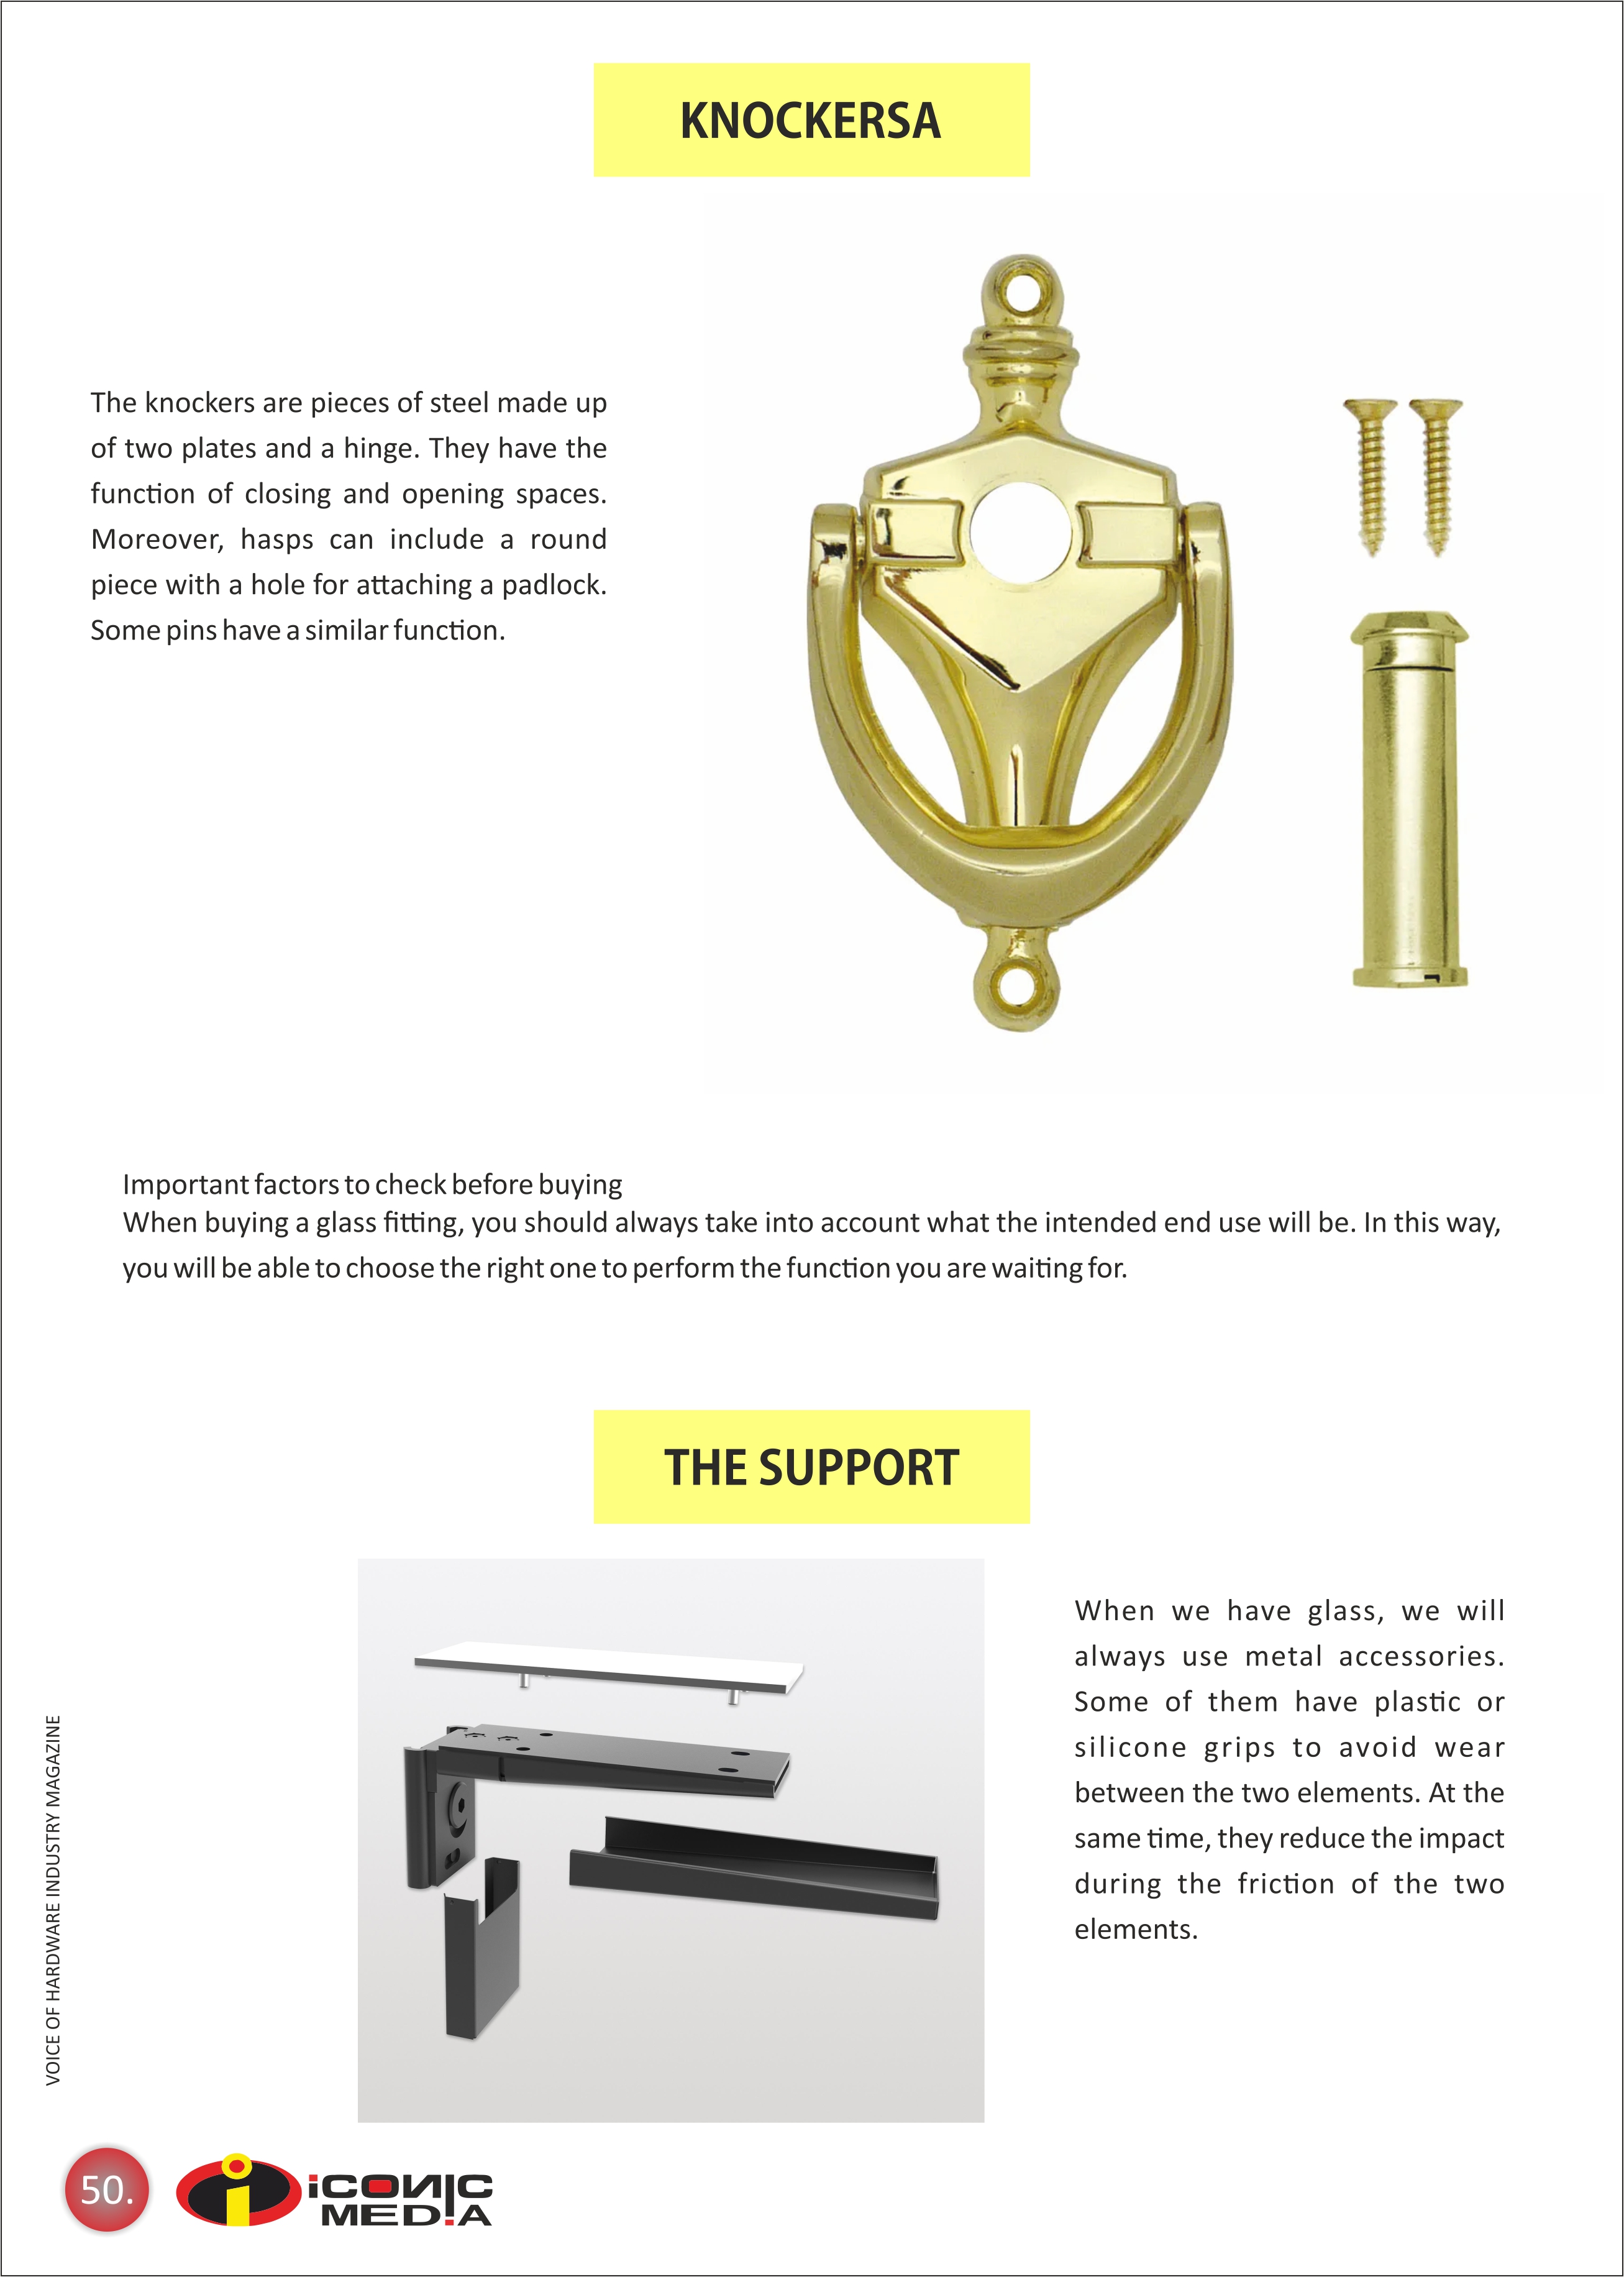 KNOCKERSA
The knockers are pieces of steel made up
of two plates and a hinge. They have the
function of closing and opening spaces.
Moreover, hasps can include a round
piece with a hole for attaching a padlock.
Some pins have a similar function.
Important factors to check before buying
When buying a glass fitting, you should always take into account what the intended end use will be. In this way,
you will be able to choose the right one to perform the function you are waiting for.
THE SUPPORT
When we have glass, we will
always use metal accessories.
Some of them have plastic or
silicone grips to avoid wear
between the two elements. At the
same time, they reduce the impact
during the friction of the two
elements.
VOICE OF HARDWARE INDUSTRY MAGAZINE
50.
iCONIC
MEDIA